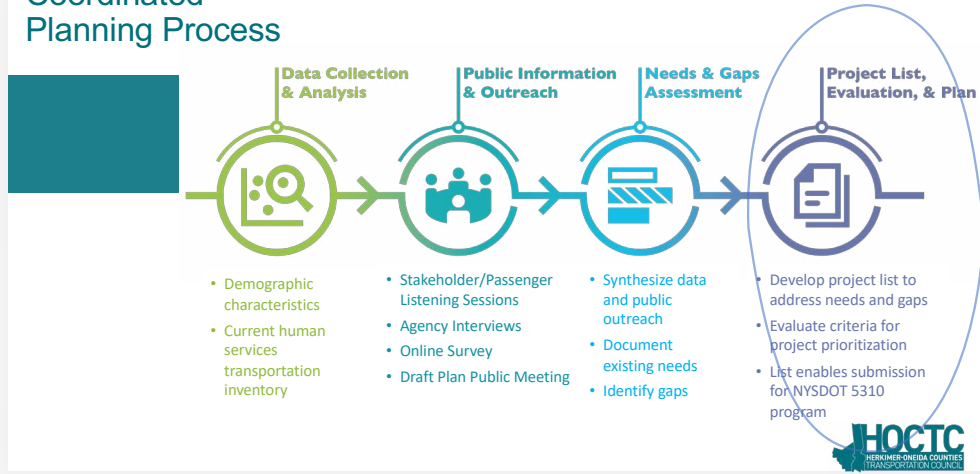 Coordinated
Planning Process
Data Collection
& Analysis
• Demographic
characteristics
• Current human
services
transportation
inventory
Public Information
& Outreach
• Stakeholder/Passenger
Listening Sessions
• Agency Interviews
• Online Survey
• Draft Plan Public Meeting
Needs & Gaps
Assessment
• Synthesize data
and public
outreach
• Document
existing needs
• Identify gaps
Project List,
Evaluation, & Plan
• Develop project list to
address needs and gaps
• Evaluate criteria for
project prioritization
• List enables submission
for NYSDOT 5310
program
HOCTC
HERKIMER-ONEIDA COUNTIES
TRANSPORTATION COUNCIL